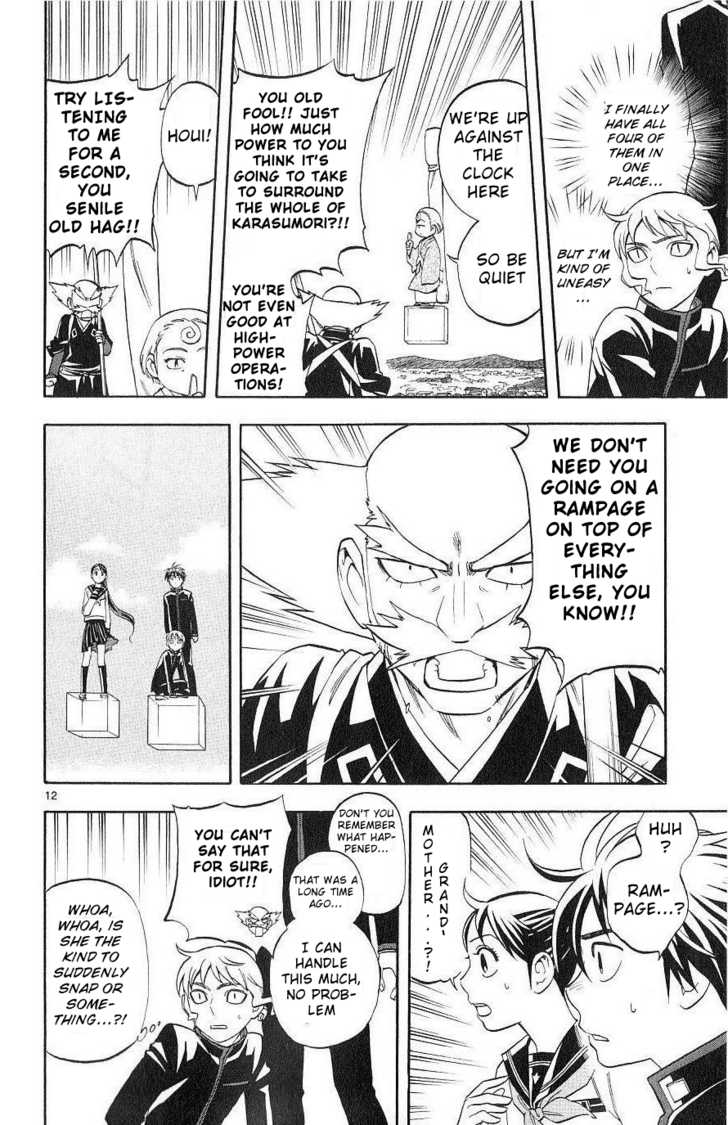 I FINALLY
HAVE ALL
FOUR OF
THEM IN
ONE
PLACE...
BUT I'M
KIND OF
UNEASY
...
WE'RE UP
AGAINST
THE
CLOCK
HERE
SO BE
QUIET
YOU OLD
FOOL!! JUST
HOW MUCH
POWER TO YOU
THINK IT'S
GOING TO TAKE
TO SURROUND
THE WHOLE OF
KARASUMORI?!!
YOU'RE
NOT EVEN
GOOD AT
HIGH-
POWER
OPERA-
TIONS!
HOUI!
TRY LIS-
TENING
TO ME
FOR A
SECOND,
YOU
SENILE
OLD HAG!!
WE DON'T
NEED YOU
GOING ON A
RAMPAGE
ON TOP OF
EVERY-
THING
ELSE, YOU
KNOW!!
12
HUH
?
RAM-
PAGE...?
GRAND-
MOTHER...?!
DON'T YOU
REMEMBER
WHAT HAP-
PENED...
THAT WAS A
LONG TIME
AGO...
I CAN
HANDLE
THIS MUCH,
NO PROB-
LEM
YOU CAN'T
SAY THAT
FOR SURE,
IDIOT!!
WHOA,
WHOA, IS
SHE THE KIND
TO SUDDENLY
SNAP OR
SOME-
THING...?!